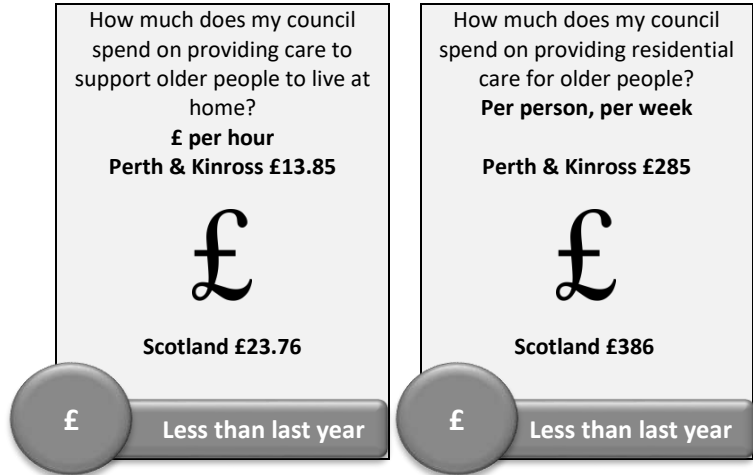 How much does my council
spend on providing care to
support older people to live at
home?
£ per hour
Perth & Kinross £13.85
£
Scotland £23.76
£
Less than last year
How much does my council
spend on providing residential
care for older people?
Per person, per week
Perth & Kinross £285
£
Scotland £386
£
Less than last year